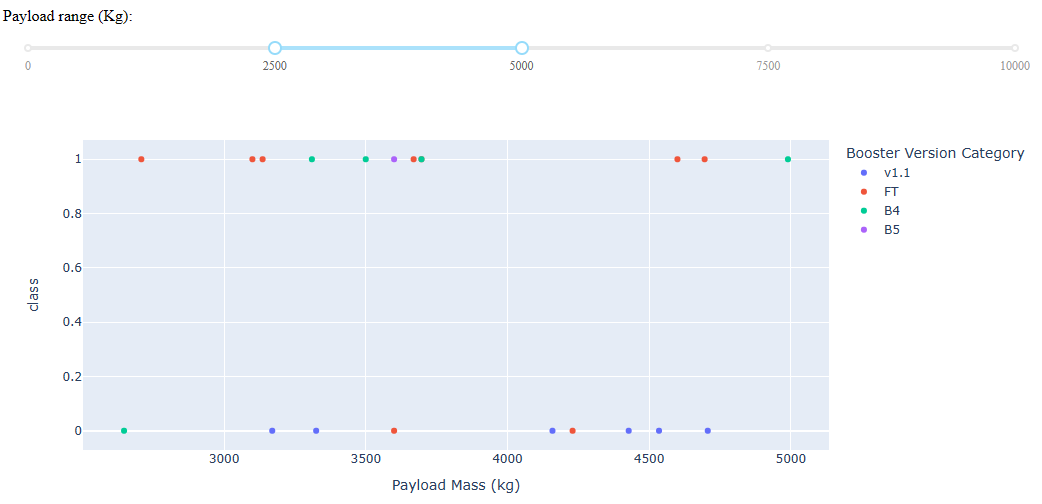 Payload range (Kg):
0 2500 5000 7500 10000
Booster Version Category
v1.1
FT
B4
B5
class
1
0.8
0.6
0.4
0.2
0
3000 3500 4000 4500 5000
Payload Mass (kg)